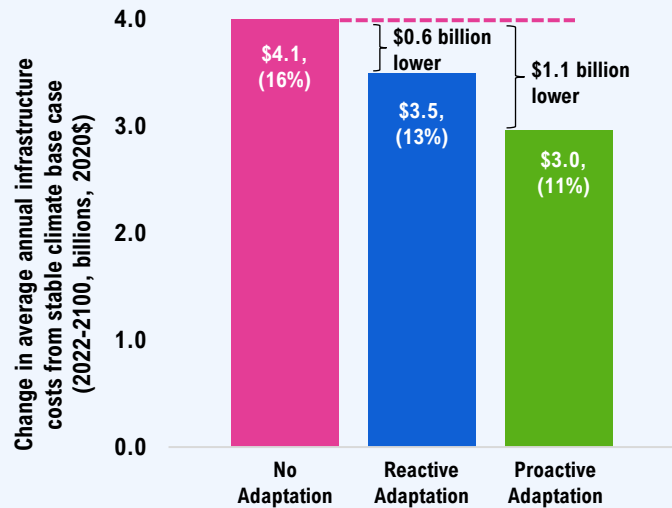 Change in average annual infrastructure
costs from stable climate base case
(2022-2100, billions, 2020$)
4.0
3.0
2.0
1.0
0.0
$4.1,
(16%)
$0.6 billion
lower
$3.5,
(13%)
$1.1 billion
lower
$3.0,
(11%)
No
Adaptation
Reactive
Adaptation
Proactive
Adaptation